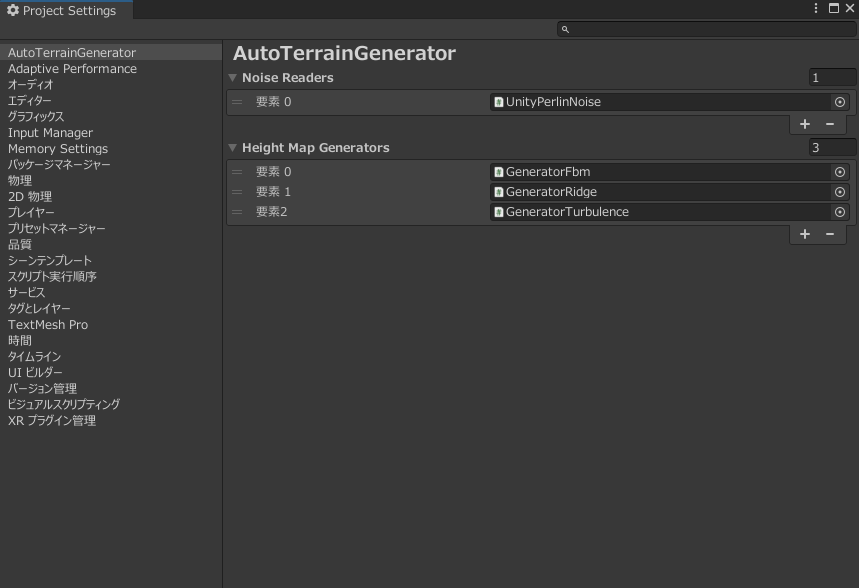 Project Settings
AutoTerrainGenerator
Adaptive Performance
オーディオ
エディター
グラフィックス
Input Manager
Memory Settings
パッケージマネージャー
物理
2D 物理
プレイヤー
プリセットマネージャー
品質
シーンテンプレート
スクリプト実行順序
サービス
タグとレイヤー
TextMesh Pro
時間
タイムライン
UI ビルダー
バージョン管理
ビジュアルスクリプティング
XR プラグイン管理
AutoTerrainGenerator
Noise Readers 1
要素 0 UnityPerlinNoise
Height Map Generators 3
要素 0 GeneratorFbm
要素 1 GeneratorRidge
要素2 GeneratorTurbulence